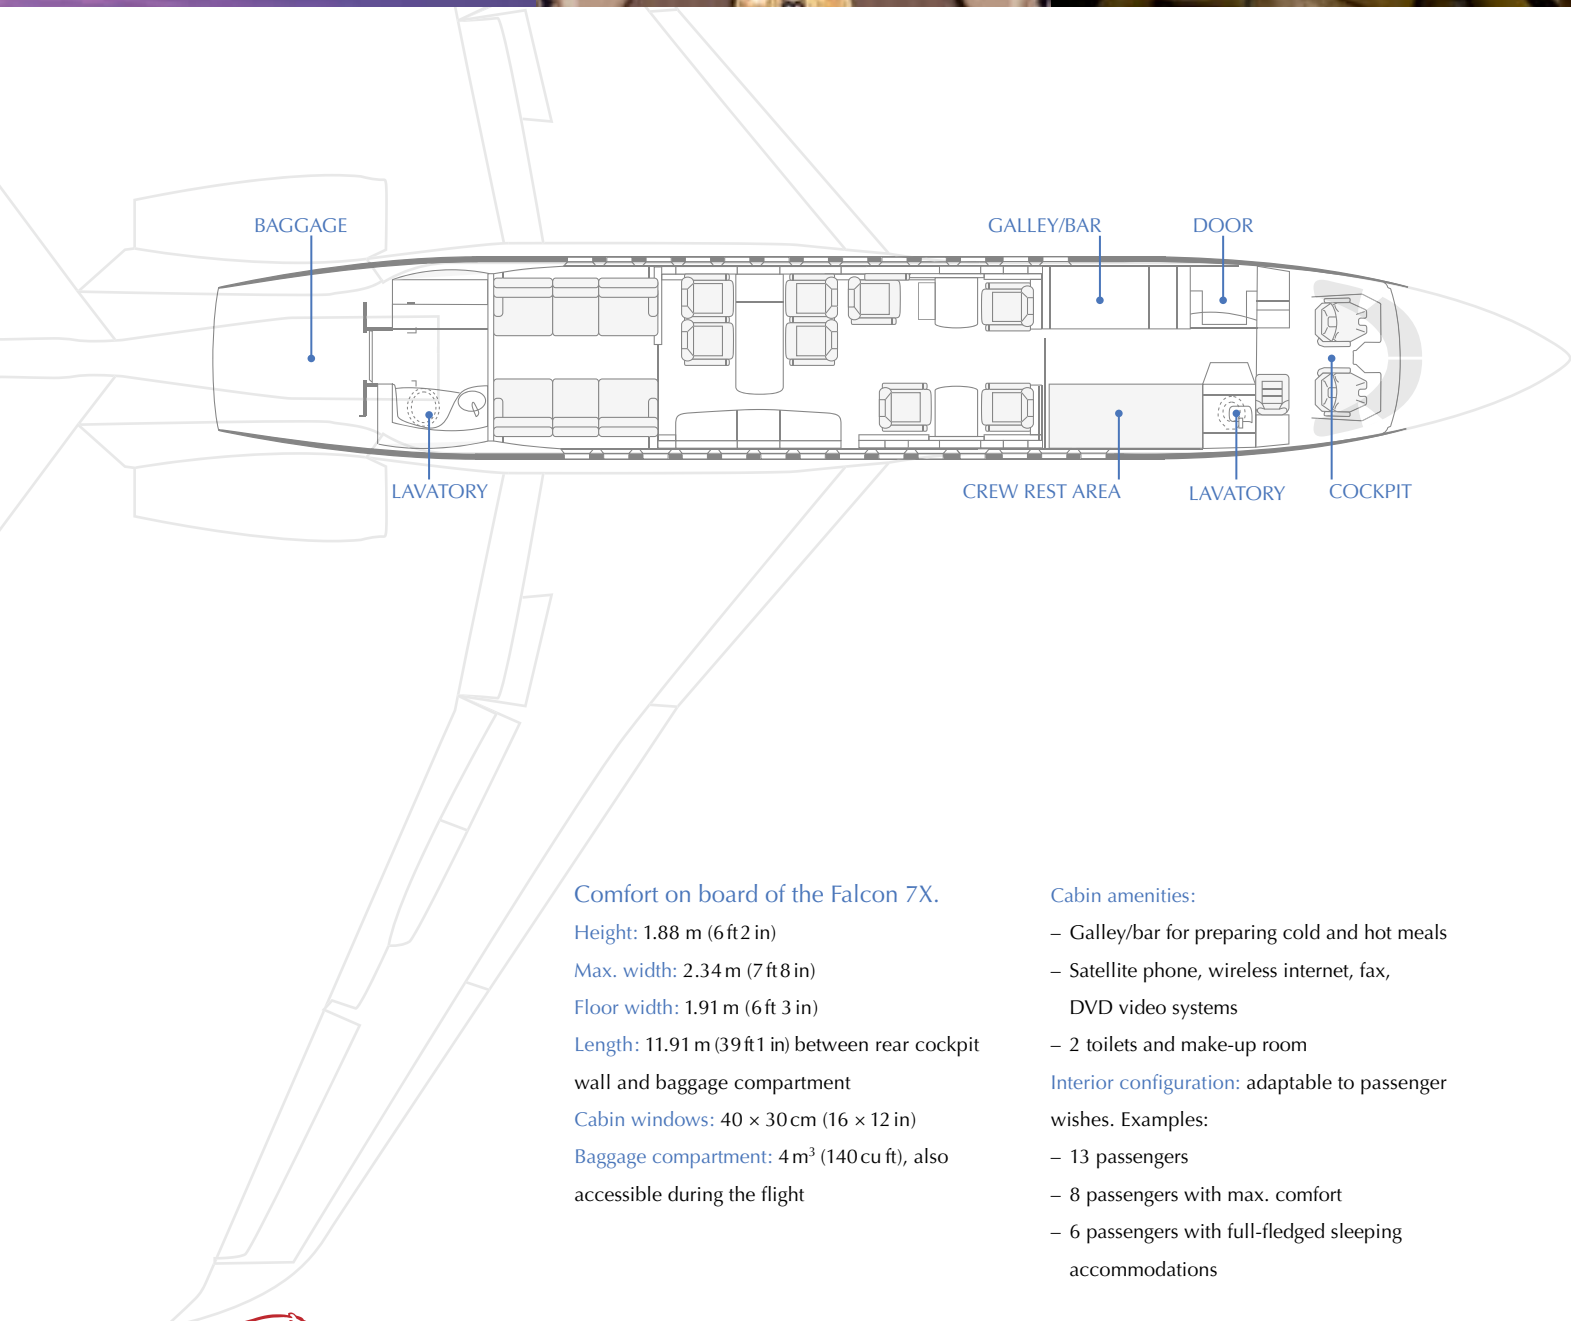 BAGGAGE
GALLEY/BAR
DOOR
LAVATORY
CREW REST AREA
LAVATORY
COCKPIT
Comfort on board of the Falcon 7X.
Height: 1.88 m (6 ft 2 in)
Max. width: 2.34 m (7 ft 8 in)
Floor width: 1.91 m (6 ft 3 in)
Length: 11.91 m (39 ft 1 in) between rear cockpit
wall and baggage compartment
Cabin windows: 40 × 30 cm (16 × 12 in)
Baggage compartment: 4 m³ (140 cu ft), also
accessible during the flight
Cabin amenities:
– Galley/bar for preparing cold and hot meals
– Satellite phone, wireless internet, fax,
DVD video systems
– 2 toilets and make-up room
Interior configuration: adaptable to passenger
wishes. Examples:
– 13 passengers
– 8 passengers with max. comfort
– 6 passengers with full-fledged sleeping
accommodations